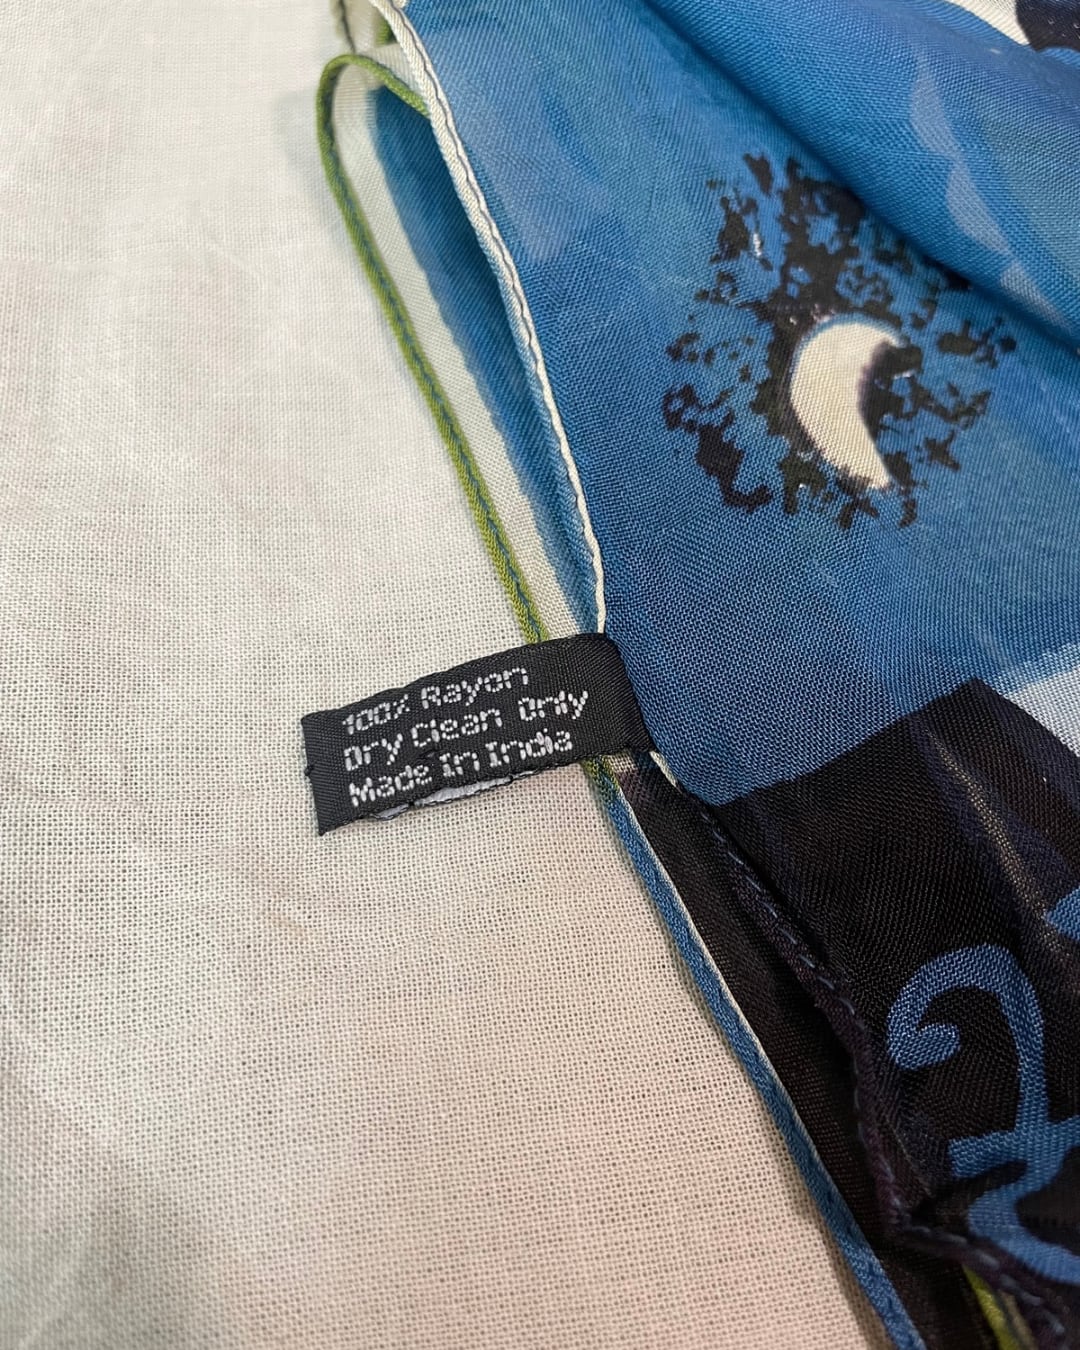 100% Rayon
Dry Clean Only
Made In India